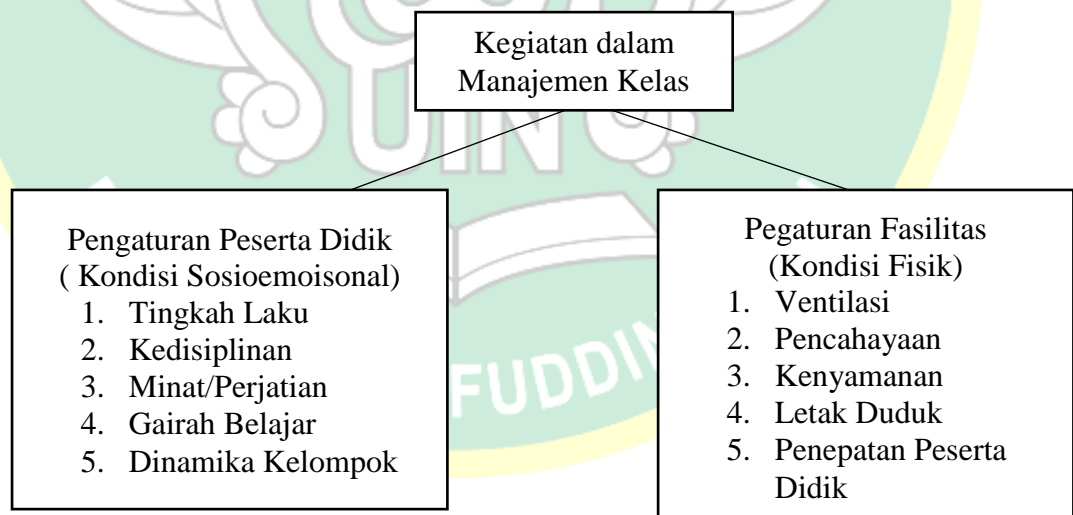 Kegiatan dalam
Manajemen Kelas
UIN
Pengaturan Peserta Didik
( Kondisi Sosioemoisonal)
1. Tingkah Laku
2. Kedisiplinan
3. Minat/Perjatian
4. Gairah Belajar
5. Dinamika Kelompok
Pegaturan Fasilitas
(Kondisi Fisik)
1. Ventilasi
2. Pencahayaan
3. Kenyamanan
4. Letak Duduk
5. Penepatan Peserta
Didik
FUDDIN